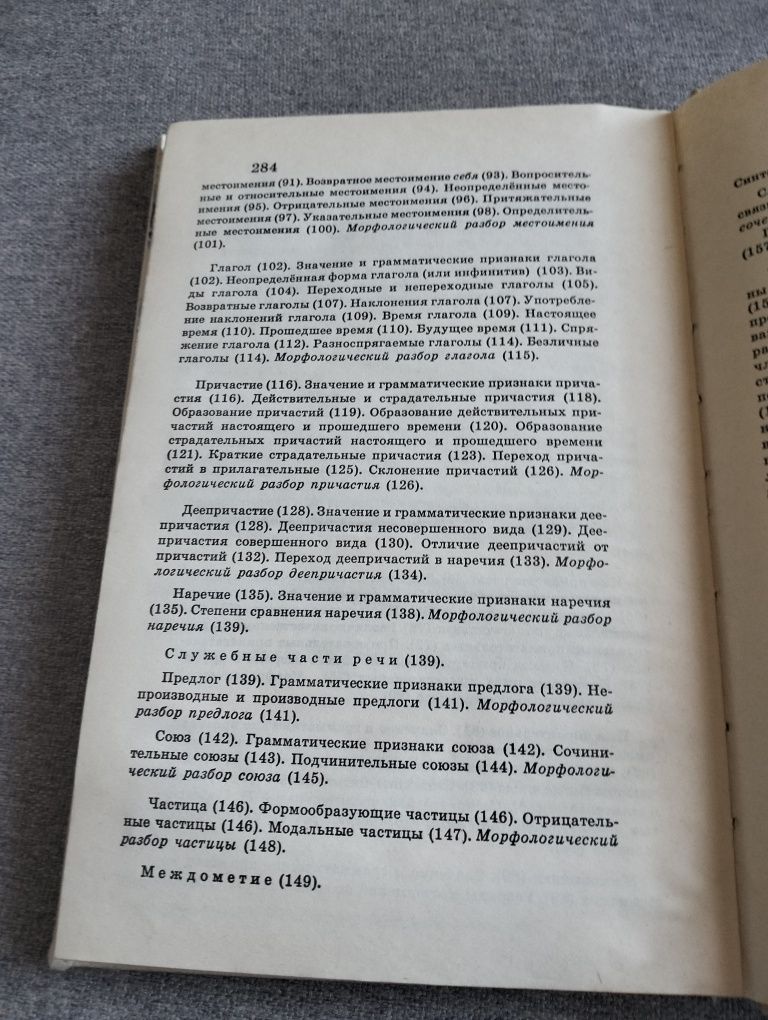 284
местоимения (91). Возвратное местоимение себя (93). Вопроситель-
ные и относительные местоимения (94). Неопределённые место-
имения (95). Отрицательные местоимения (96). Притяжательные
местоимения (97). Указательные местоимения (98). Определитель-
ные местоимения (100). Морфологический разбор местоимения
(101).
Глагол (102). Значение и грамматические признаки глагола
(102). Неопределённая форма глагола (или инфинитив) (103). Ви-
ды глагола (104). Переходные и непереходные глаголы (105).
Возвратные глаголы (107). Наклонения глагола (107). Употребле-
ние наклонений глагола (109). Время глагола (109). Настоящее
время (110). Прошедшее время (110). Будущее время (111). Спря-
жение глагола (112). Разноспрягаемые глаголы (114). Безличные
глаголы (114). Морфологический разбор глагола (115).
Причастие (116). Значение и грамматические признаки прича-
стия (116). Действительные и страдательные причастия (118).
Образование причастий (119). Образование действительных при-
частий настоящего и прошедшего времени (120). Образование
страдательных причастий настоящего и прошедшего времени
(121). Краткие страдательные причастия (123). Переход прича-
стий в прилагательные (125). Склонение причастий (126). Мор-
фологический разбор причастия (126).
Деепричастие (128). Значение и грамматические признаки дее-
причастия (128). Деепричастия несовершенного вида (129). Дее-
причастия совершенного вида (130). Отличие деепричастий от
причастий (132). Переход деепричастий в наречия (133). Морфо-
логический разбор деепричастия (134).
Наречие (135). Значение и грамматические признаки наречия
(135). Степени сравнения наречия (138). Морфологический разбор
наречия (139).
Служебные части речи (139).
Предлог (139). Грамматические признаки предлога (139). Не-
производные и производные предлоги (141). Морфологический
разбор предлога (141).
Союз (142). Грамматические признаки союза (142). Сочини-
тельные союзы (143). Подчинительные союзы (144). Морфологи-
ческий разбор союза (145).
Частица (146). Формообразующие частицы (146). Отрицатель-
ные частицы (146). Модальные частицы (147). Морфологический
разбор частицы (148).
Междометие (149).